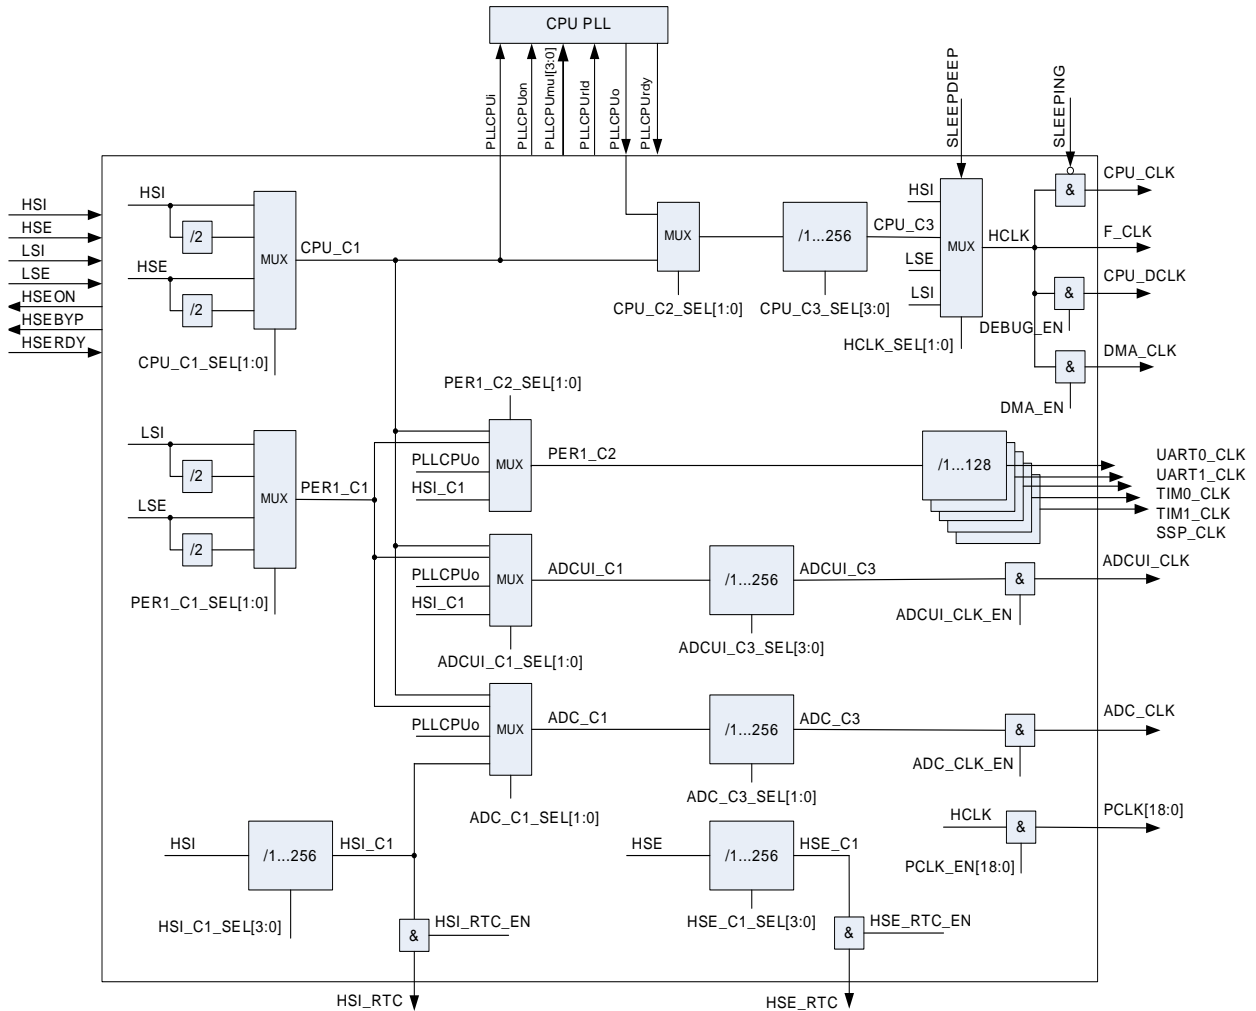 CPU PLL
PLLCPUi
PLLCPUon
PLLCPUmul[3:0]
PLLCPUrld
PLLCPUo
PLLCPUrdy
SLEEPDEEP
SLEEPING
HSI
HSE
LSI
LSE
HSEON
HSEBYP
HSERDY
HSI
/2
HSE
/2
MUX
CPU_C1
CPU_C1_SEL[1:0]
MUX
CPU_C2_SEL[1:0]
/1...256
CPU_C3
CPU_C3_SEL[3:0]
HSI
LSE
LSI
MUX
HCLK
HCLK_SEL[1:0]
&
CPU_CLK
F_CLK
&
CPU_DCLK
DEBUG_EN
&
DMA_CLK
DMA_EN
LSI
/2
LSE
/2
MUX
PER1_C1
PER1_C1_SEL[1:0]
PER1_C2_SEL[1:0]
PLLCPUo
HSI_C1
MUX
PER1_C2
/1...128
UART0_CLK
UART1_CLK
TIM0_CLK
TIM1_CLK
SSP_CLK
PLLCPUo
HSI_C1
MUX
ADCUI_C1
ADCUI_C1_SEL[1:0]
/1...256
ADCUI_C3
ADCUI_C3_SEL[3:0]
&
ADCUI_CLK
ADCUI_CLK_EN
PLLCPUo
MUX
ADC_C1
ADC_C1_SEL[1:0]
/1...256
ADC_C3
ADC_C3_SEL[1:0]
&
ADC_CLK
ADC_CLK_EN
HSI
/1...256
HSI_C1
HSI_C1_SEL[3:0]
&
HSI_RTC_EN
HSI_RTC
HSE
/1...256
HSE_C1
HSE_C1_SEL[3:0]
&
HSE_RTC_EN
HSE_RTC
HCLK
&
PCLK[18:0]
PCLK_EN[18:0]